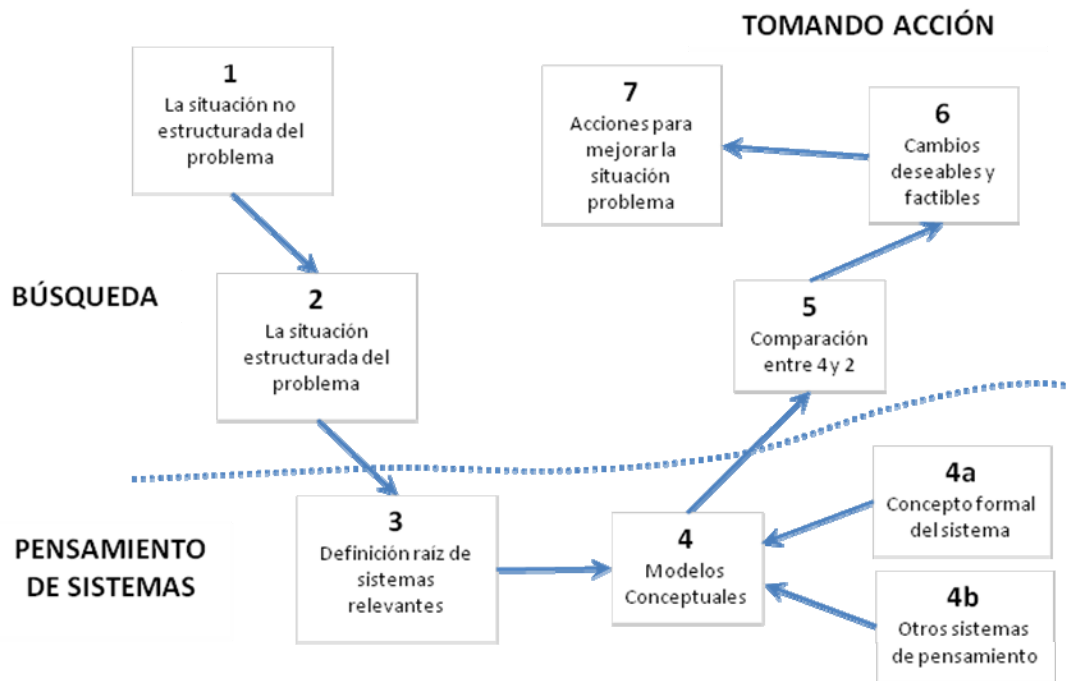 TOMANDO ACCIÓN
1
La situación no
estructurada del
problema
7
Acciones para
mejorar la
situación
problema
6
Cambios
deseables y
factibles
BÚSQUEDA
2
La situación
estructurada del
problema
5
Comparación
entre 4 y 2
PENSAMIENTO
DE SISTEMAS
3
Definición raíz de
sistemas
relevantes
4
Modelos
Conceptuales
4a
Concepto formal
del sistema
4b
Otros sistemas
de pensamiento